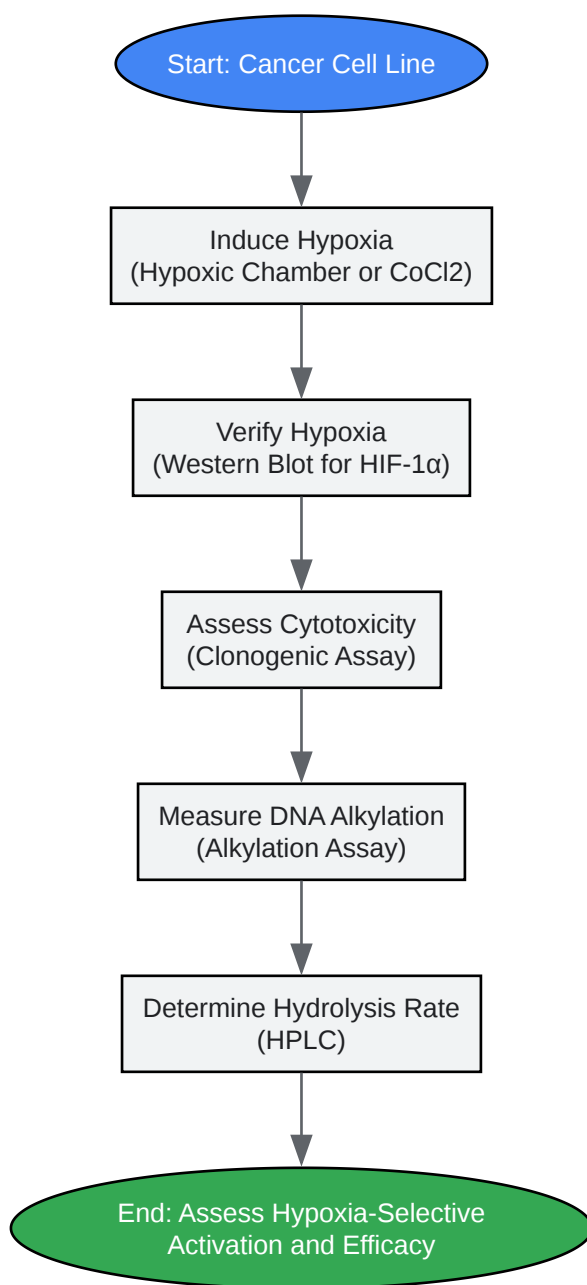 Start: Cancer Cell Line
Induce Hypoxia
(Hypoxic Chamber or CoCl2)
Verify Hypoxia
(Western Blot for HIF-1α)
Assess Cytotoxicity
(Clonogenic Assay)
Measure DNA Alkylation
(Alkylation Assay)
Determine Hydrolysis Rate
(HPLC)
End: Assess Hypoxia-Selective
Activation and Efficacy